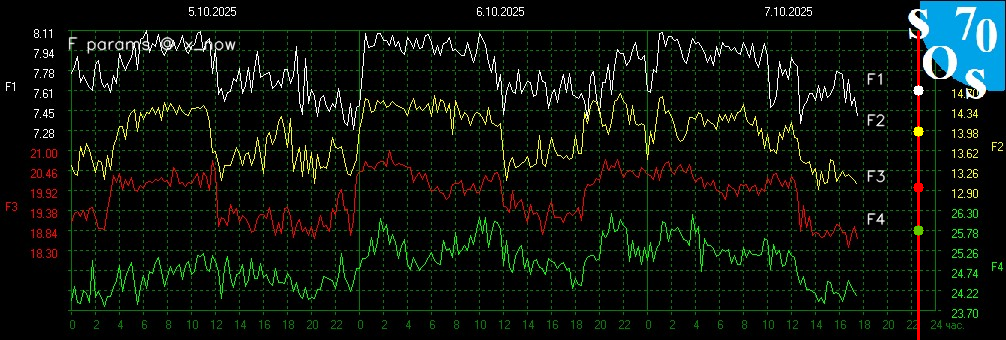 5.10.2025 6.10.2025 7.10.2025
F params @ x_now
SOS 70
F1
8.11
7.94
7.78
7.61
7.45
7.28
F3
21.00
20.46
19.92
19.38
18.84
18.30
F1
F2
F3
F4
14.70
14.34
13.98
13.62
13.26
12.90
F2
26.30
25.78
25.26
24.74
24.22
23.70
F4
0 2 4 6 8 10 12 14 16 18 20 22 0 2 4 6 8 10 12 14 16 18 20 22 0 2 4 6 8 10 12 14 16 18 20 22 24 час.